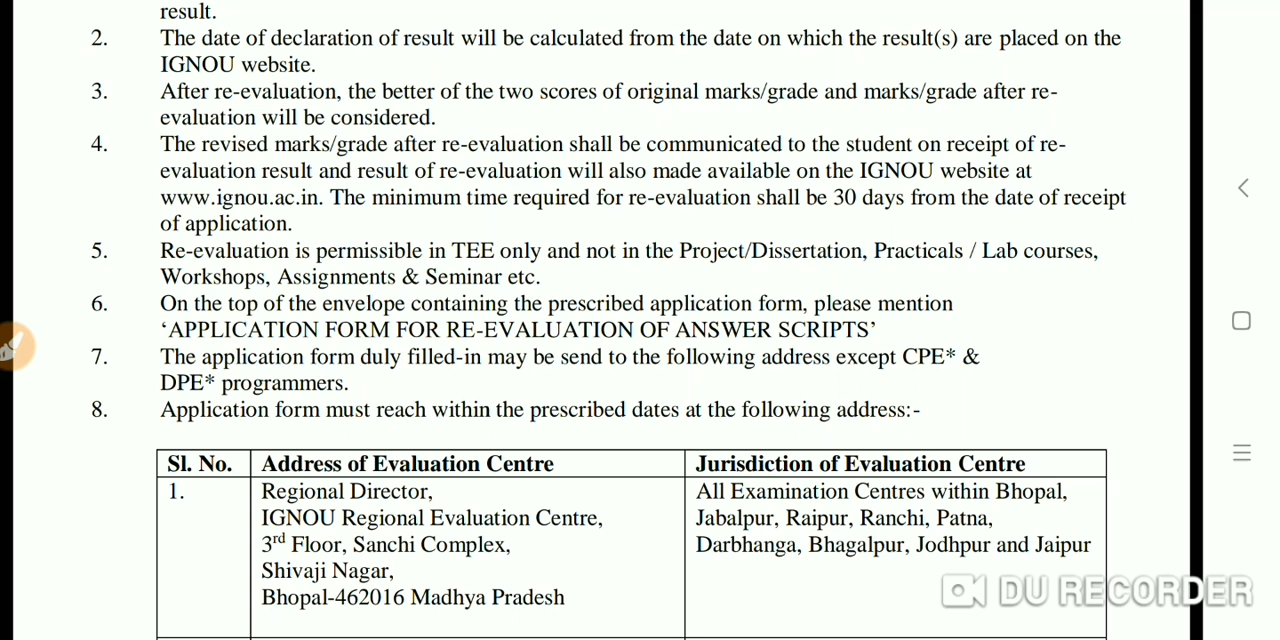 result.
2. The date of declaration of result will be calculated from the date on which the result(s) are placed on the
IGNOU website.
3. After re-evaluation, the better of the two scores of original marks/grade and marks/grade after re-
evaluation will be considered.
4. The revised marks/grade after re-evaluation shall be communicated to the student on receipt of re-
evaluation result and result of re-evaluation will also made available on the IGNOU website at
www.ignou.ac.in. The minimum time required for re-evaluation shall be 30 days from the date of receipt
of application.
5. Re-evaluation is permissible in TEE only and not in the Project/Dissertation, Practicals / Lab courses,
Workshops, Assignments & Seminar etc.
6. On the top of the envelope containing the prescribed application form, please mention
‘APPLICATION FORM FOR RE-EVALUATION OF ANSWER SCRIPTS’
7. The application form duly filled-in may be send to the following address except CPE* &
DPE* programmers.
8. Application form must reach within the prescribed dates at the following address:-
Sl. No. Address of Evaluation Centre Jurisdiction of Evaluation Centre
1. Regional Director, All Examination Centres within Bhopal,
IGNOU Regional Evaluation Centre, Jabalpur, Raipur, Ranchi, Patna,
3rd Floor, Sanchi Complex, Darbhanga, Bhagalpur, Jodhpur and Jaipur
Shivaji Nagar,
Bhopal-462016 Madhya Pradesh
DU RECORDER